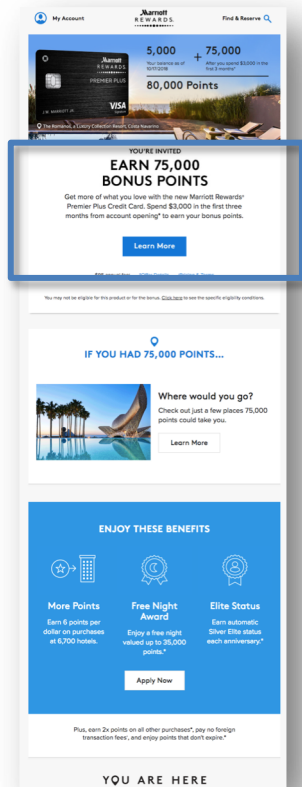 My Account
Marriott
REWARDS
Find & Reserve
5,000 + 75,000
Your balance as of
10/17/2018
After you spend $3,000 in the
first 3 months*
80,000 Points
Marriott
REWARDS
PREMIER PLUS
VISA
The Romanos, a Luxury Collection Resort, Costa Navarino
YOU'RE INVITED
EARN 75,000
BONUS POINTS
Get more of what you love with the new Marriott Rewards®
Premier Plus Credit Card. Spend $3,000 in the first three
months from account opening* to earn your bonus points.
Learn More
You may not be eligible for this product or for the bonus. Click here to see the specific eligibility conditions.
IF YOU HAD 75,000 POINTS...
Where would you go?
Check out just a few places 75,000
points could take you.
Learn More
ENJOY THESE BENEFITS
More Points
Earn 6 points per
dollar on purchases
at 6,700 hotels.
Free Night
Award
Enjoy a free night
valued up to 35,000
points.*
Elite Status
Earn automatic
Silver Elite status
each anniversary.*
Apply Now
Plus, earn 2x points on all other purchases*, pay no foreign
transaction fees*, and enjoy points that don't expire.*
YOU ARE HERE